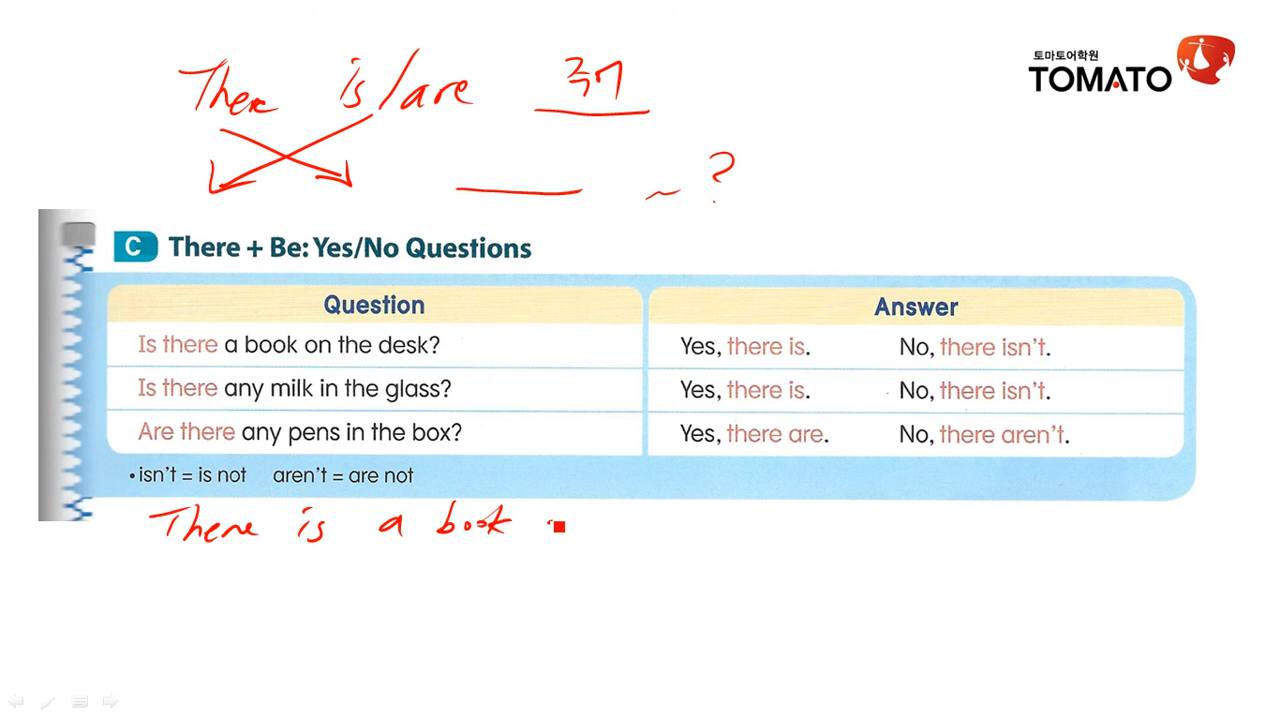 There is/are 주어
토마토어학원
TOMATO
~ ?
C There + Be: Yes/No Questions
Question Answer
Is there a book on the desk? Yes, there is. No, there isn't.
Is there any milk in the glass? Yes, there is. No, there isn't.
Are there any pens in the box? Yes, there are. No, there aren't.
• isn't = is not aren't = are not
There is a book